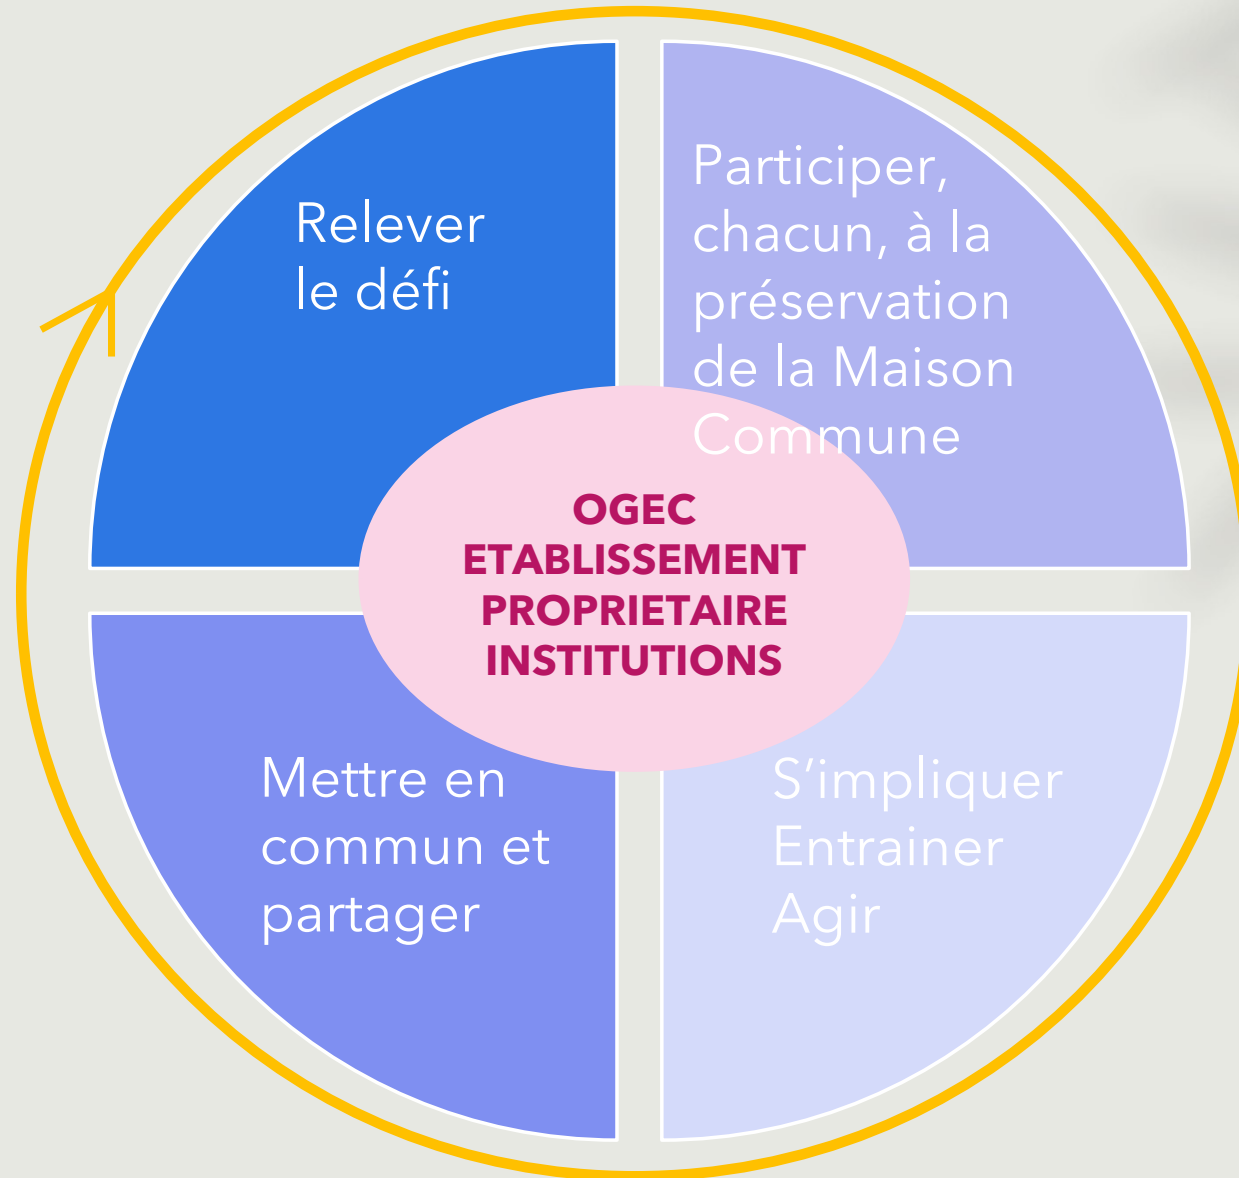 Relever
le défi
Participer,
chacun, à la
préservation
de la Maison
Commune
OGEC
ETABLISSEMENT
PROPRIETAIRE
INSTITUTIONS
Mettre en
commun et
partager
S'impliquer
Entrainer
Agir